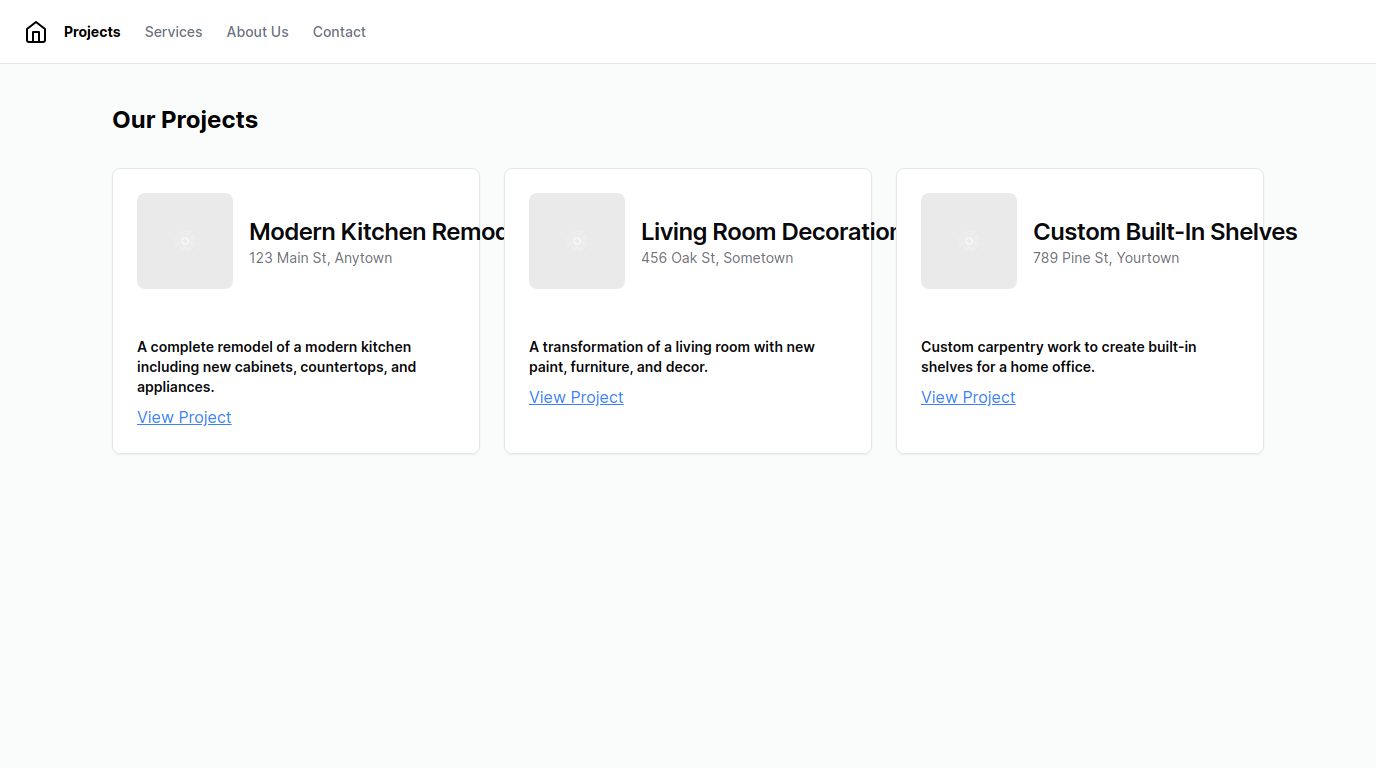 Projects Services About Us Contact
Our Projects
Modern Kitchen Remod
123 Main St, Anytown
A complete remodel of a modern kitchen
including new cabinets, countertops, and
appliances.
View Project
Living Room Decoration
456 Oak St, Sometown
A transformation of a living room with new
paint, furniture, and decor.
View Project
Custom Built-In Shelves
789 Pine St, Yourtown
Custom carpentry work to create built-in
shelves for a home office.
View Project